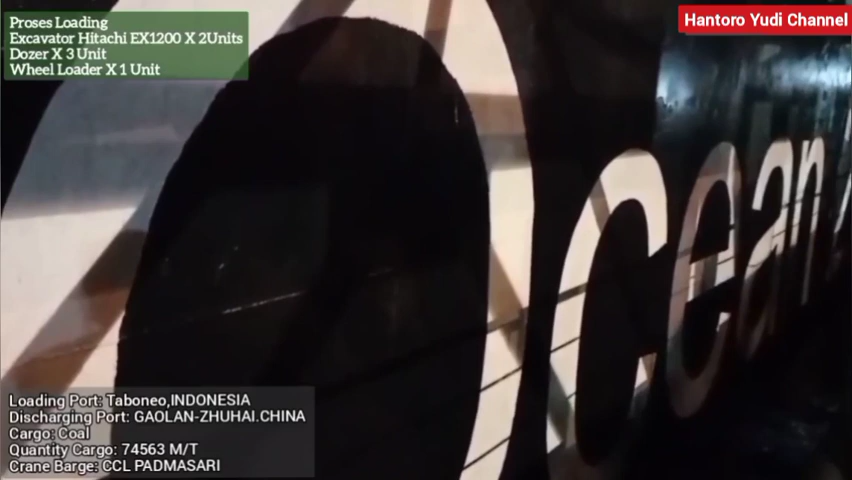 Proses Loading
Excavator Hitachi EX1200 X 2Units
Dozer X 3 Unit
Wheel Loader X 1 Unit
Hantoro Yudi Channel
Ocean
Loading Port: Taboneo,INDONESIA
Discharging Port: GAOLAN-ZHUHAI.CHINA
Cargo: Coal
Quantity Cargo: 74563 M/T
Crane Barge: CCL PADMASARI